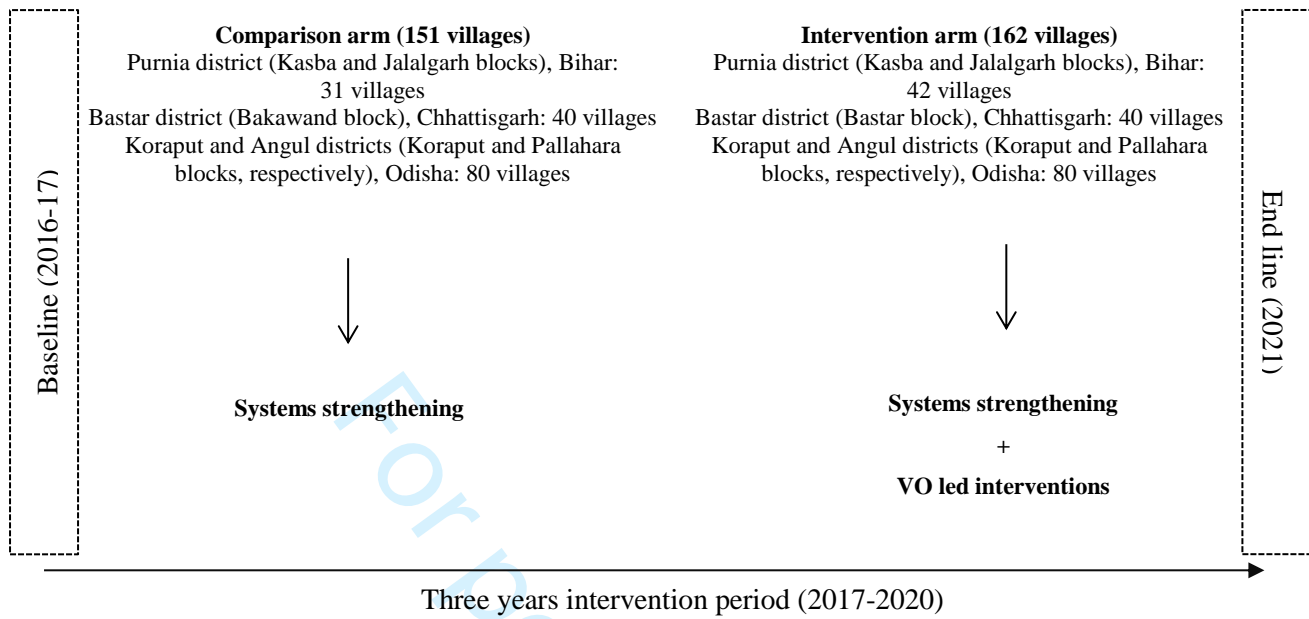 Baseline (2016-17)
Comparison arm (151 villages)
Purnia district (Kasba and Jalalgarh blocks), Bihar:
31 villages
Bastar district (Bakawand block), Chhattisgarh: 40 villages
Koraput and Angul districts (Koraput and Pallahara
blocks, respectively), Odisha: 80 villages
Systems strengthening
Intervention arm (162 villages)
Purnia district (Kasba and Jalalgarh blocks), Bihar:
42 villages
Bastar district (Bastar block), Chhattisgarh: 40 villages
Koraput and Angul districts (Koraput and Pallahara
blocks, respectively), Odisha: 80 villages
Systems strengthening
+
VO led interventions
End line (2021)
Three years intervention period (2017-2020)
For